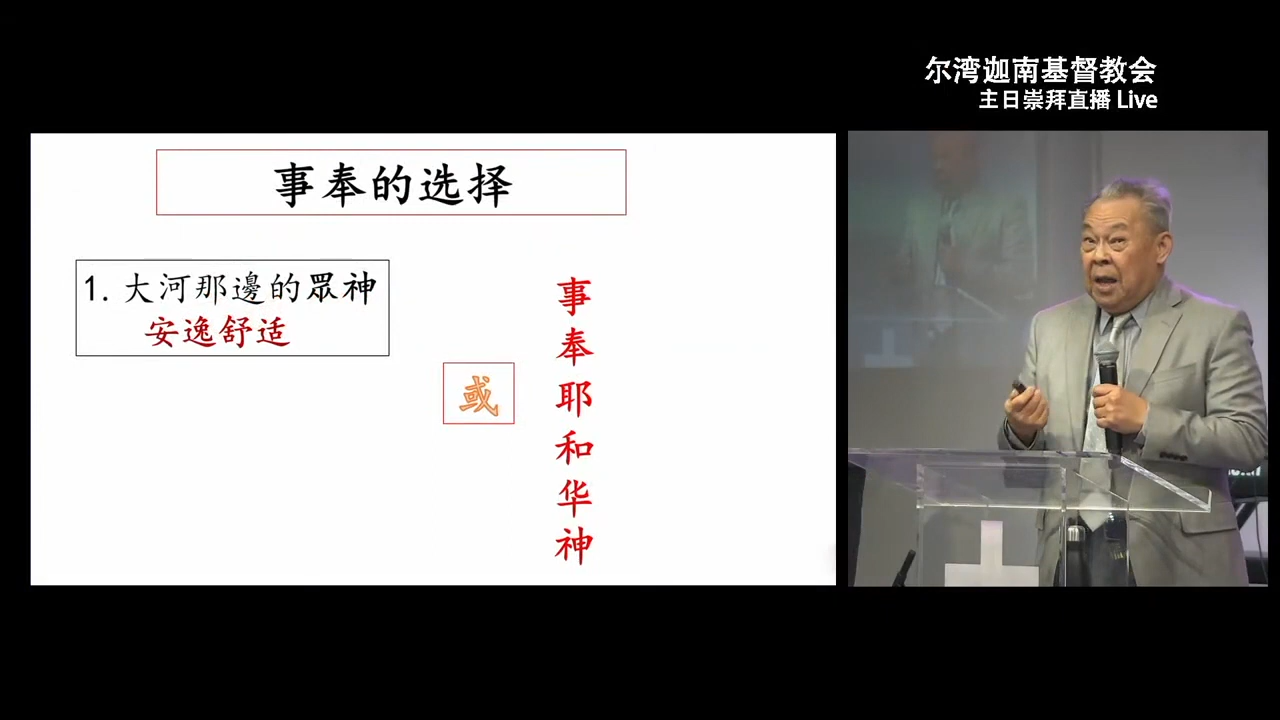 尔湾迦南基督教会
主日崇拜直播 Live
事奉的选择
1. 大河那邊的眾神
安逸舒适
或
事奉耶和华神